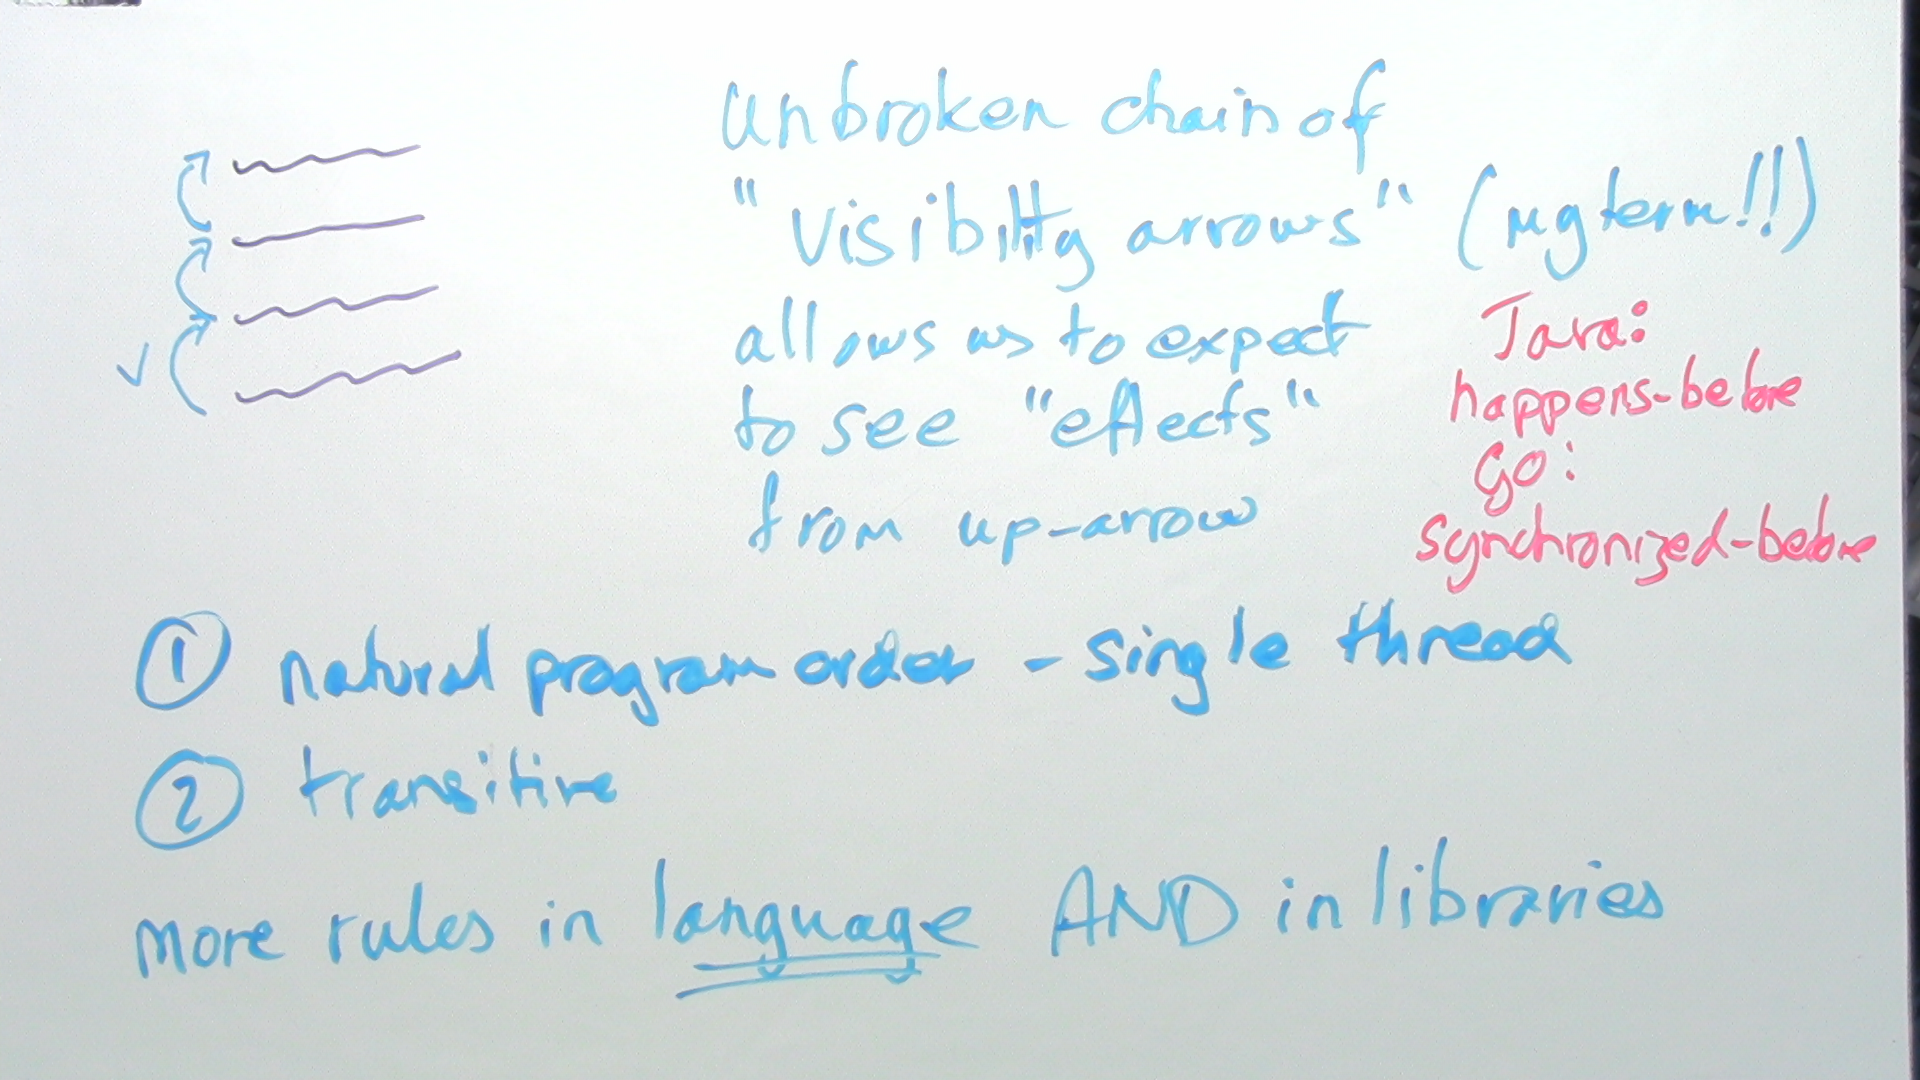 unbroken chain of
"visibility arrows" (my term!!)
allows us to expect
to see "effects"
from up-arrow
Java:
happens-before
Go:
synchronized-before
① natural program order - single thread
② transitive
more rules in language AND in libraries